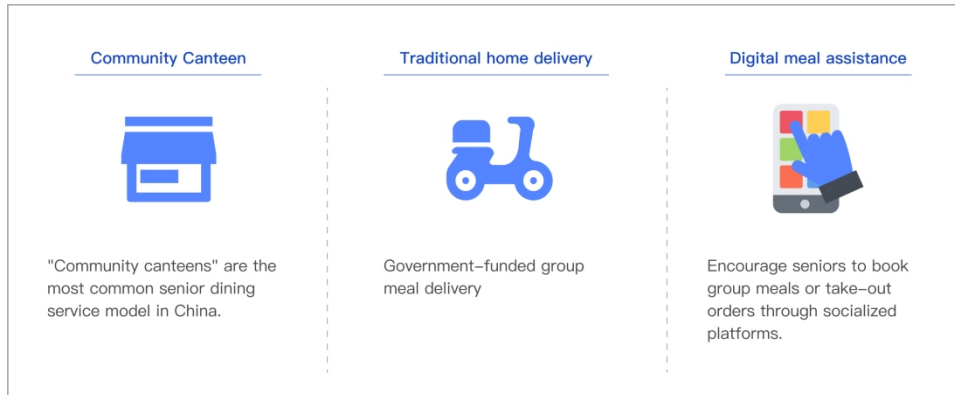 Community Canteen
Traditional home delivery
Digital meal assistance
"Community canteens" are the
most common senior dining
service model in China.
Government-funded group
meal delivery
Encourage seniors to book
group meals or take-out
orders through socialized
platforms.